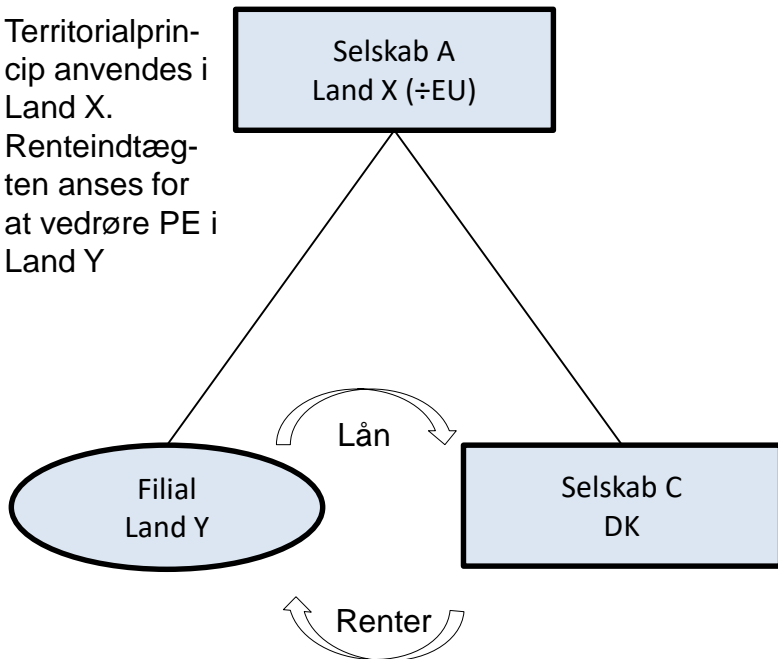 Territorialprin-
cip anvendes i
Land X.
Renteindtæg-
ten anses for
at vedrøre PE i
Land Y
Selskab A
Land X (÷EU)
Lån
Filial
Land Y
Selskab C
DK
Renter